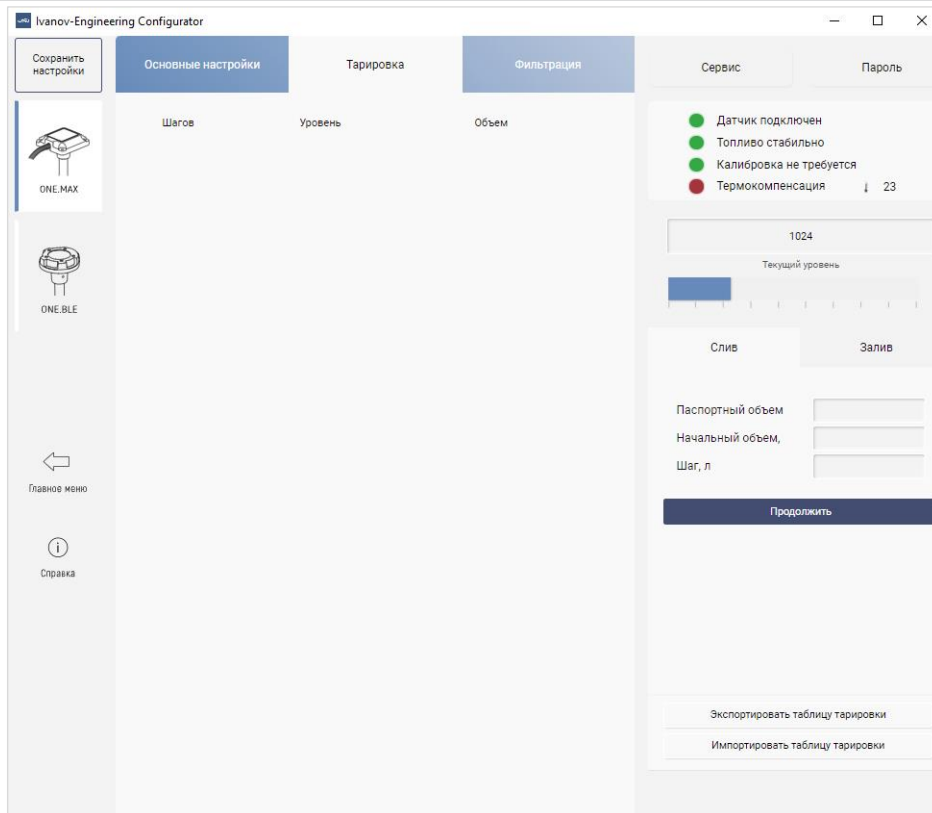 Ivanov-Engineering Configurator
Сохранить
настройки
Основные настройки
Тарировка
Фильтрация
Сервис
Пароль
ONE.MAX
ONE.BLE
Главное меню
Справка
Шагов
Уровень
Объем
Датчик подключен
Топливо стабильно
Калибровка не требуется
Термокомпенсация 23
1024
Текущий уровень
Слив
Залив
Паспортный объем
Начальный объем,
Шаг, л
Продолжить
Экспортировать таблицу тарировки
Импортировать таблицу тарировки